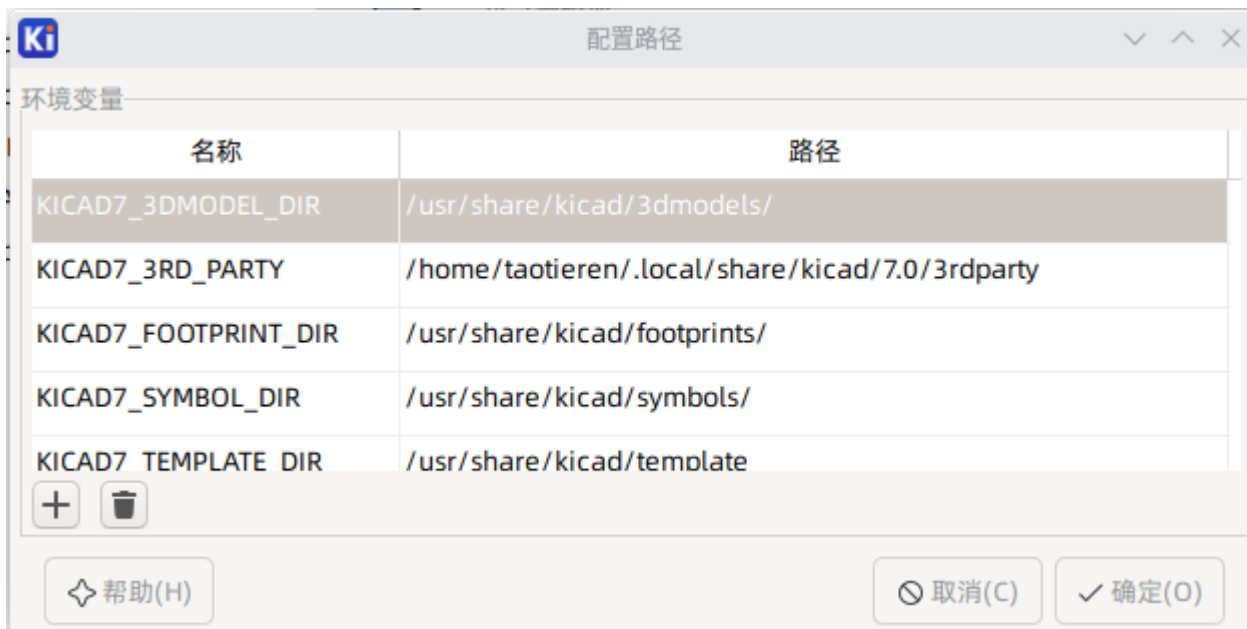 Ki 配置路径
环境变量
名称 路径
KICAD7_3DMODEL_DIR /usr/share/kicad/3dmodels/
KICAD7_3RD_PARTY /home/taotieren/.local/share/kicad/7.0/3rdparty
KICAD7_FOOTPRINT_DIR /usr/share/kicad/footprints/
KICAD7_SYMBOL_DIR /usr/share/kicad/symbols/
KICAD7_TEMPLATE_DIR /usr/share/kicad/template
帮助(H) 取消(C) 确定(O)